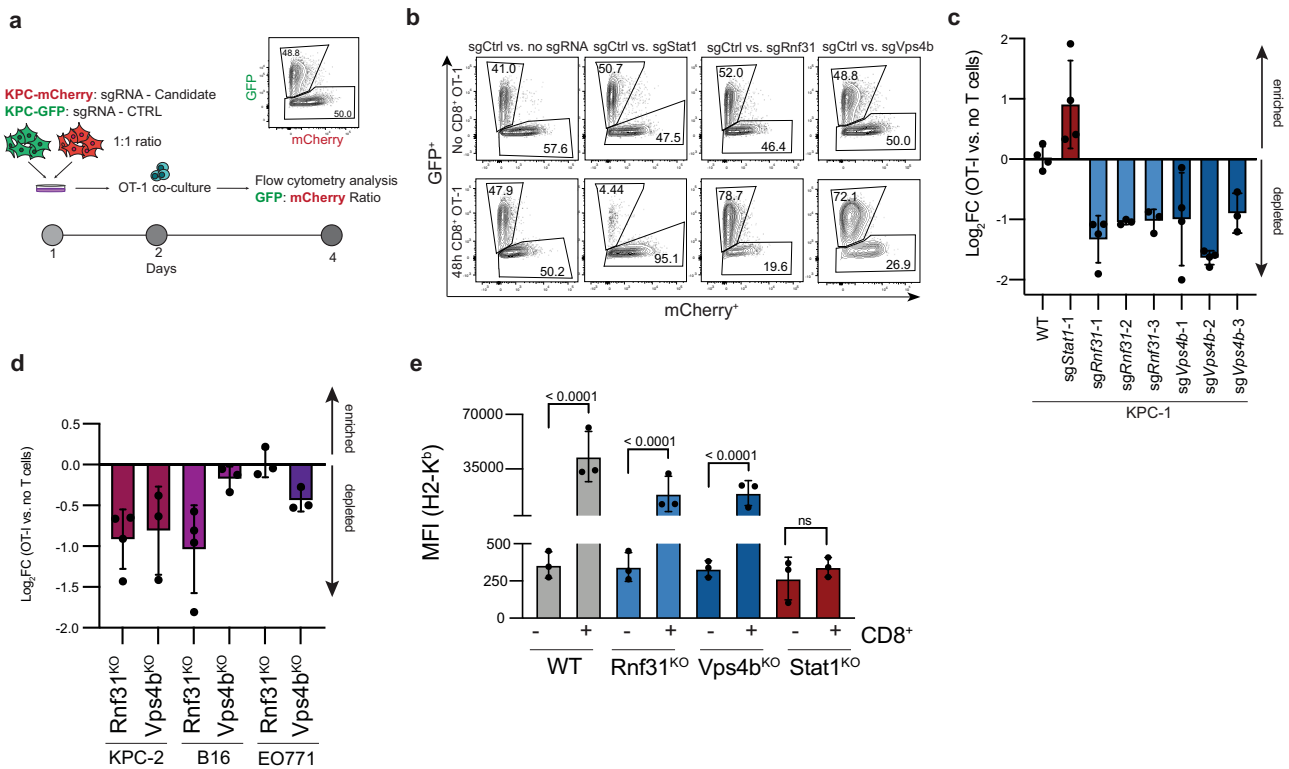 a
48.8
GFP
50.0
mCherry
KPC-mCherry: sgRNA - Candidate
KPC-GFP: sgRNA - CTRL
1:1 ratio
OT-1 co-culture
Flow cytometry analysis
GFP: mCherry Ratio
1
2
4
Days
b
sgCtrl vs. no sgRNA
sgCtrl vs. sgStat1
sgCtrl vs. sgRnf31
sgCtrl vs. sgVps4b
No CD8⁺ OT-1
41.0
57.6
50.7
47.5
52.0
46.4
48.8
50.0
GFP⁺
48h CD8⁺ OT-1
47.9
50.2
4.44
95.1
78.7
19.6
72.1
26.9
mCherry⁺
c
Log₂FC (OT-I vs. no T cells)
2
1
0
-1
-2
enriched
depleted
WT
sgStat1-1
sgRnf31-1
sgRnf31-2
sgRnf31-3
sgVps4b-1
sgVps4b-2
sgVps4b-3
KPC-1
d
Log₂FC (OT-I vs. no T cells)
0.5
0.0
-0.5
-1.0
-1.5
-2.0
enriched
depleted
Rnf31ᴷᴼ
Vps4bᴷᴼ
Rnf31ᴷᴼ
Vps4bᴷᴼ
Rnf31ᴷᴼ
Vps4bᴷᴼ
KPC-2
B16
EO771
e
MFI (H2-Kᵇ)
70000
35000
500
250
0
< 0.0001
< 0.0001
< 0.0001
ns
- + - + - + - + CD8⁺
WT
Rnf31ᴷᴼ
Vps4bᴷᴼ
Stat1ᴷᴼ